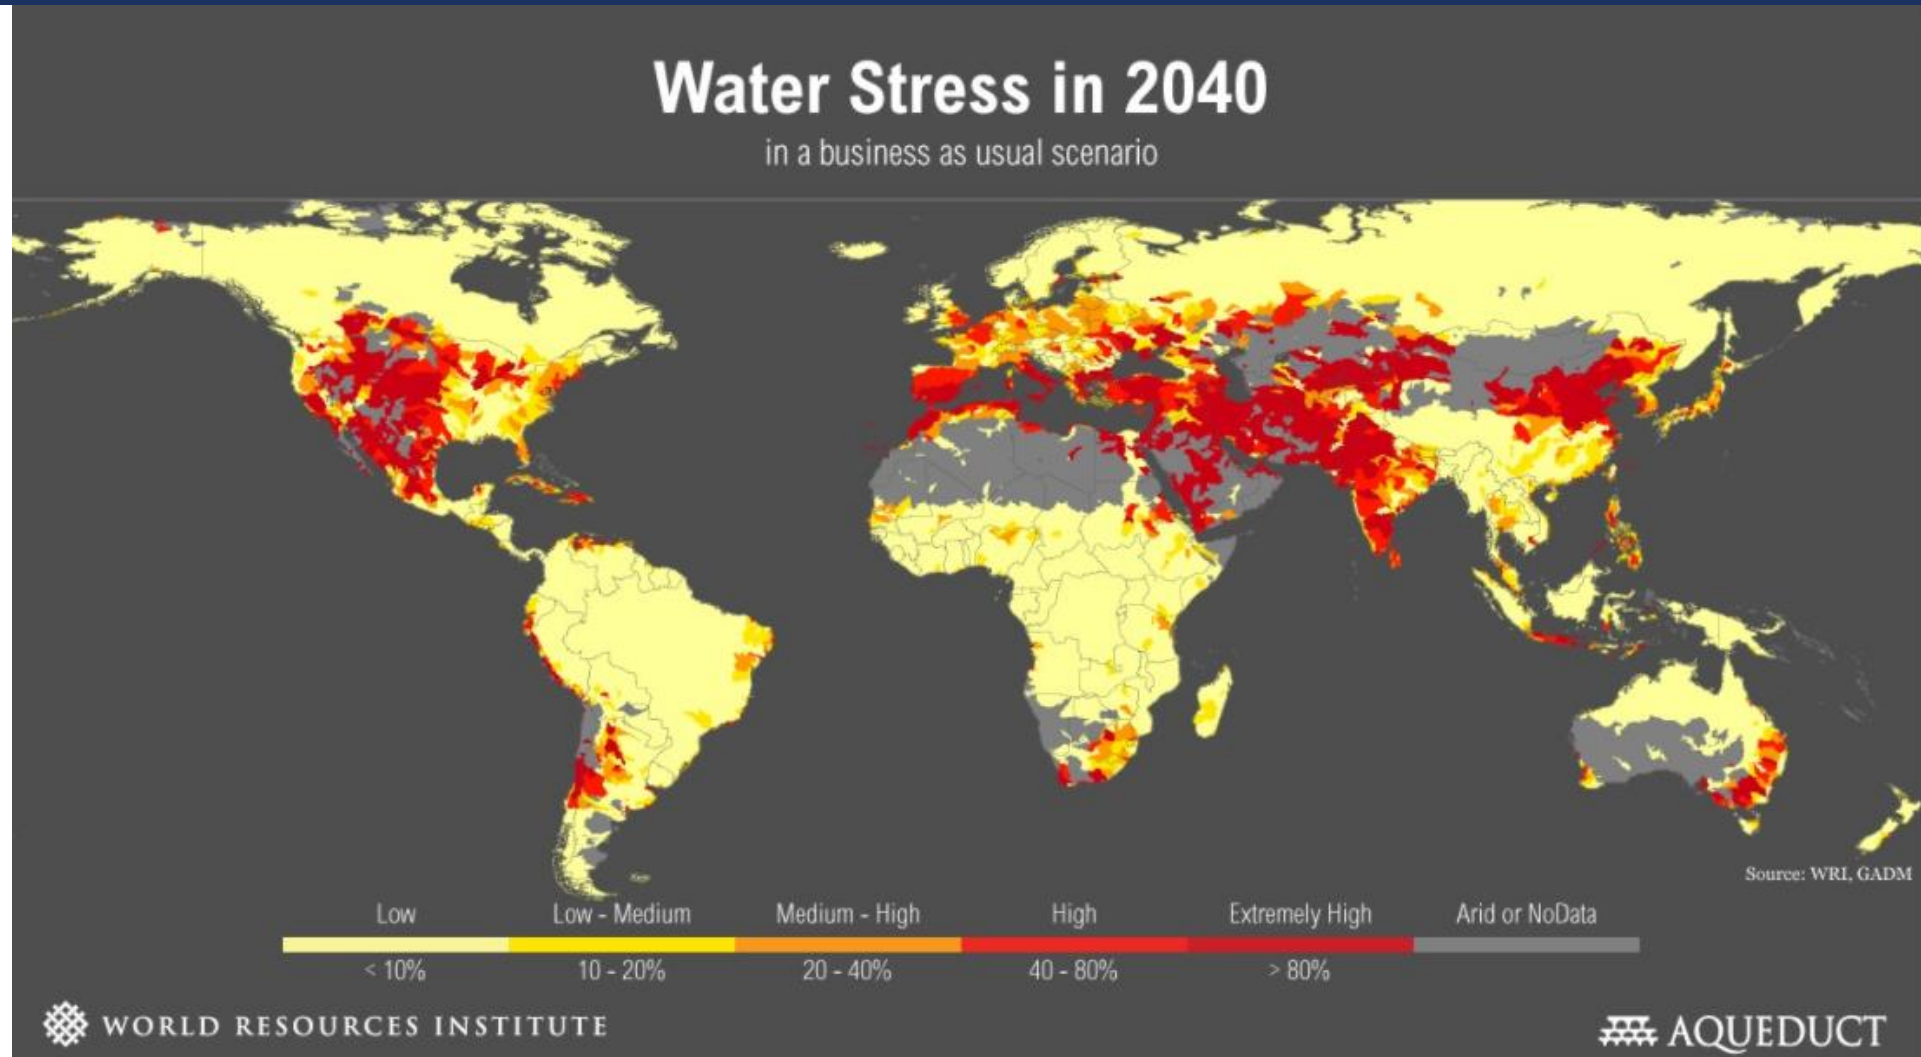 Water Stress in 2040
in a business as usual scenario
Source: WRI, GADM
Low Low - Medium Medium - High High Extremely High Arid or NoData
< 10% 10 - 20% 20 - 40% 40 - 80% > 80%
WORLD RESOURCES INSTITUTE
AQUEDUCT